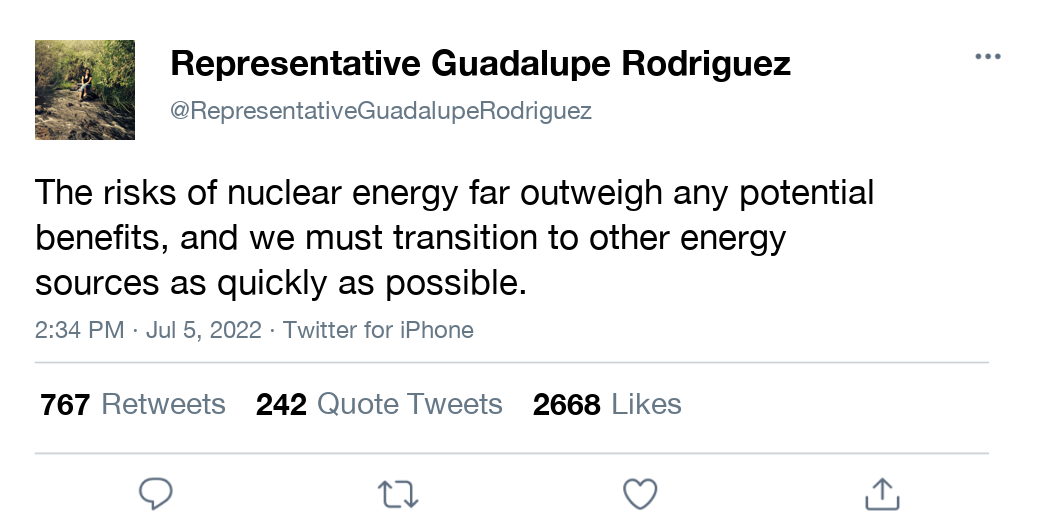 Representative Guadalupe Rodriguez
@RepresentativeGuadalupeRodriguez
The risks of nuclear energy far outweigh any potential
benefits, and we must transition to other energy
sources as quickly as possible.
2:34 PM · Jul 5, 2022 · Twitter for iPhone
767 Retweets 242 Quote Tweets 2668 Likes